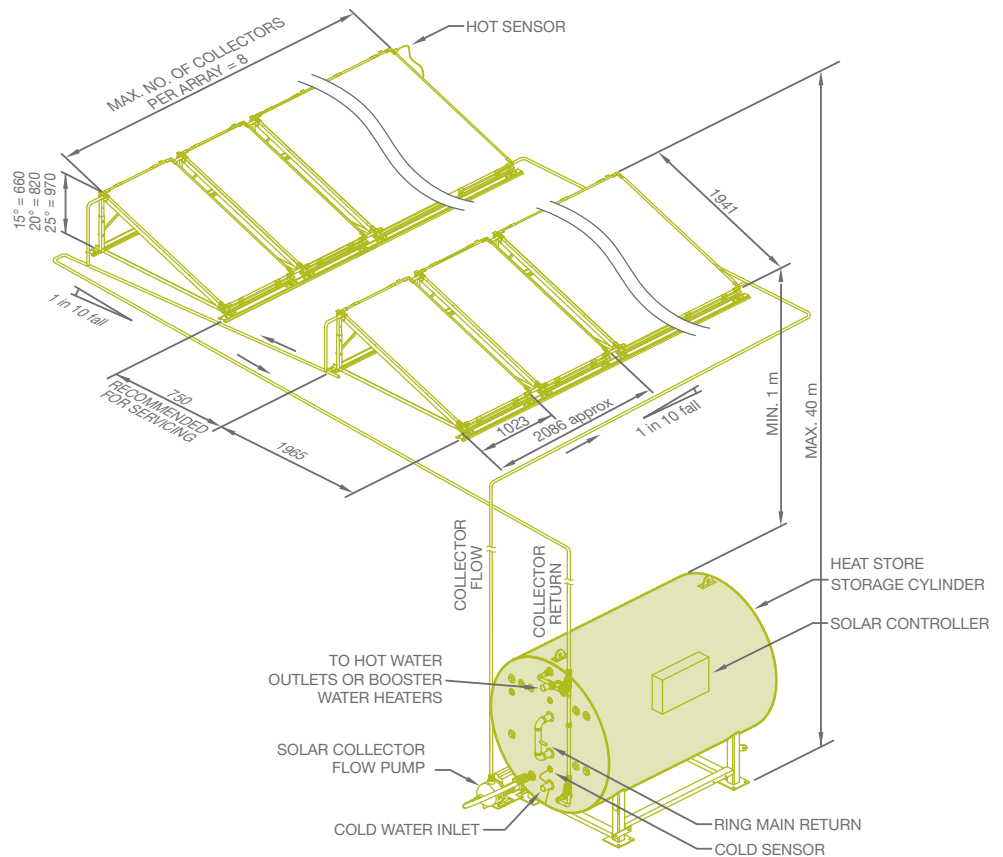 HOT SENSOR
MAX. NO. OF COLLECTORS
PER ARRAY = 8
15° = 660
20° = 820
25° = 970
1941
1 in 10 fall
750
RECOMMENDED
FOR SERVICING
1965
1023
2086 approx
1 in 10 fall
MIN. 1 m
MAX. 40 m
COLLECTOR
FLOW
COLLECTOR
RETURN
HEAT STORE
STORAGE CYLINDER
SOLAR CONTROLLER
TO HOT WATER
OUTLETS OR BOOSTER
WATER HEATERS
SOLAR COLLECTOR
FLOW PUMP
COLD WATER INLET
RING MAIN RETURN
COLD SENSOR